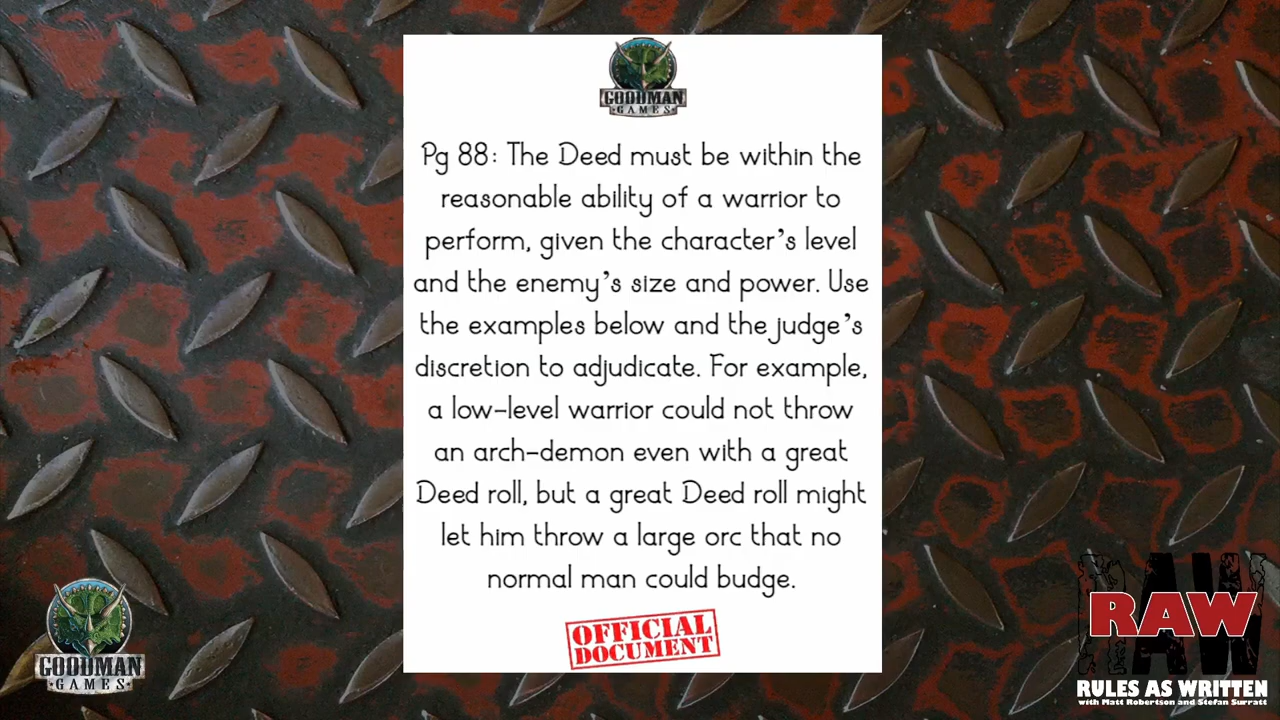 GOODMAN
GAMES
Pg 88: The Deed must be within the
reasonable ability of a warrior to
perform, given the character's level
and the enemy's size and power. Use
the examples below and the judge's
discretion to adjudicate. For example,
a low-level warrior could not throw
an arch-demon even with a great
Deed roll, but a great Deed roll might
let him throw a large orc that no
normal man could budge.
OFFICIAL
DOCUMENT
GOODMAN
GAMES
RAW
RAW
RULES AS WRITTEN
with Matt Robertson and Stefan Surratt